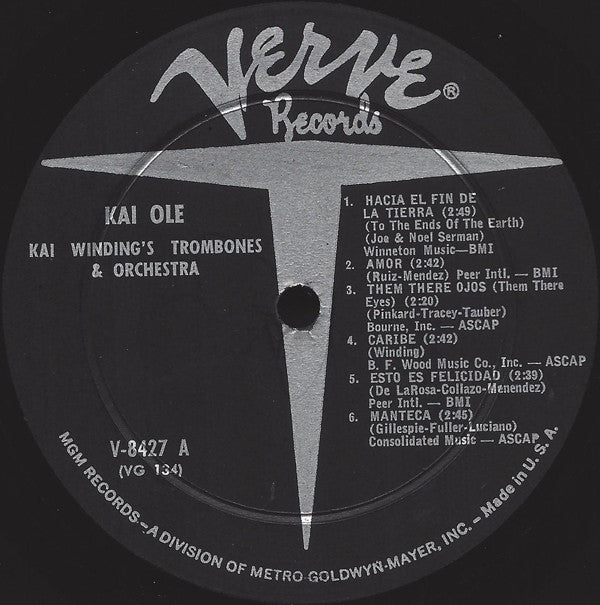 Verve®
Records
KAI OLE
KAI WINDING'S TROMBONES
& ORCHESTRA
1. HACIA EL FIN DE
LA TIERRA (2:49)
(To The Ends Of The Earth)
(Joe & Noel Serman)
Winneton Music—BMI
2. AMOR (2:42)
(Ruiz-Mendez) Peer Intl. — BMI
3. THEM THERE OJOS (Them There
Eyes) (2:20)
(Pinkard-Tracey-Tauber)
Bourne, Inc. — ASCAP
4. CARIBE (2:42)
(Winding)
B. F. Wood Music Co., Inc. — ASCAP
5. ESTO ES FELICIDAD (2:39)
(De LaRosa-Collazo-Menendez)
Peer Intl — BMI
6. MANTECA (2:45)
(Gillespie-Fuller-Luciano)
Consolidated Music — ASCAP
V-8427 A
(VG 134)
MGM RECORDS – A DIVISION OF METRO-GOLDWYN-MAYER, INC. – Made in U. S. A.